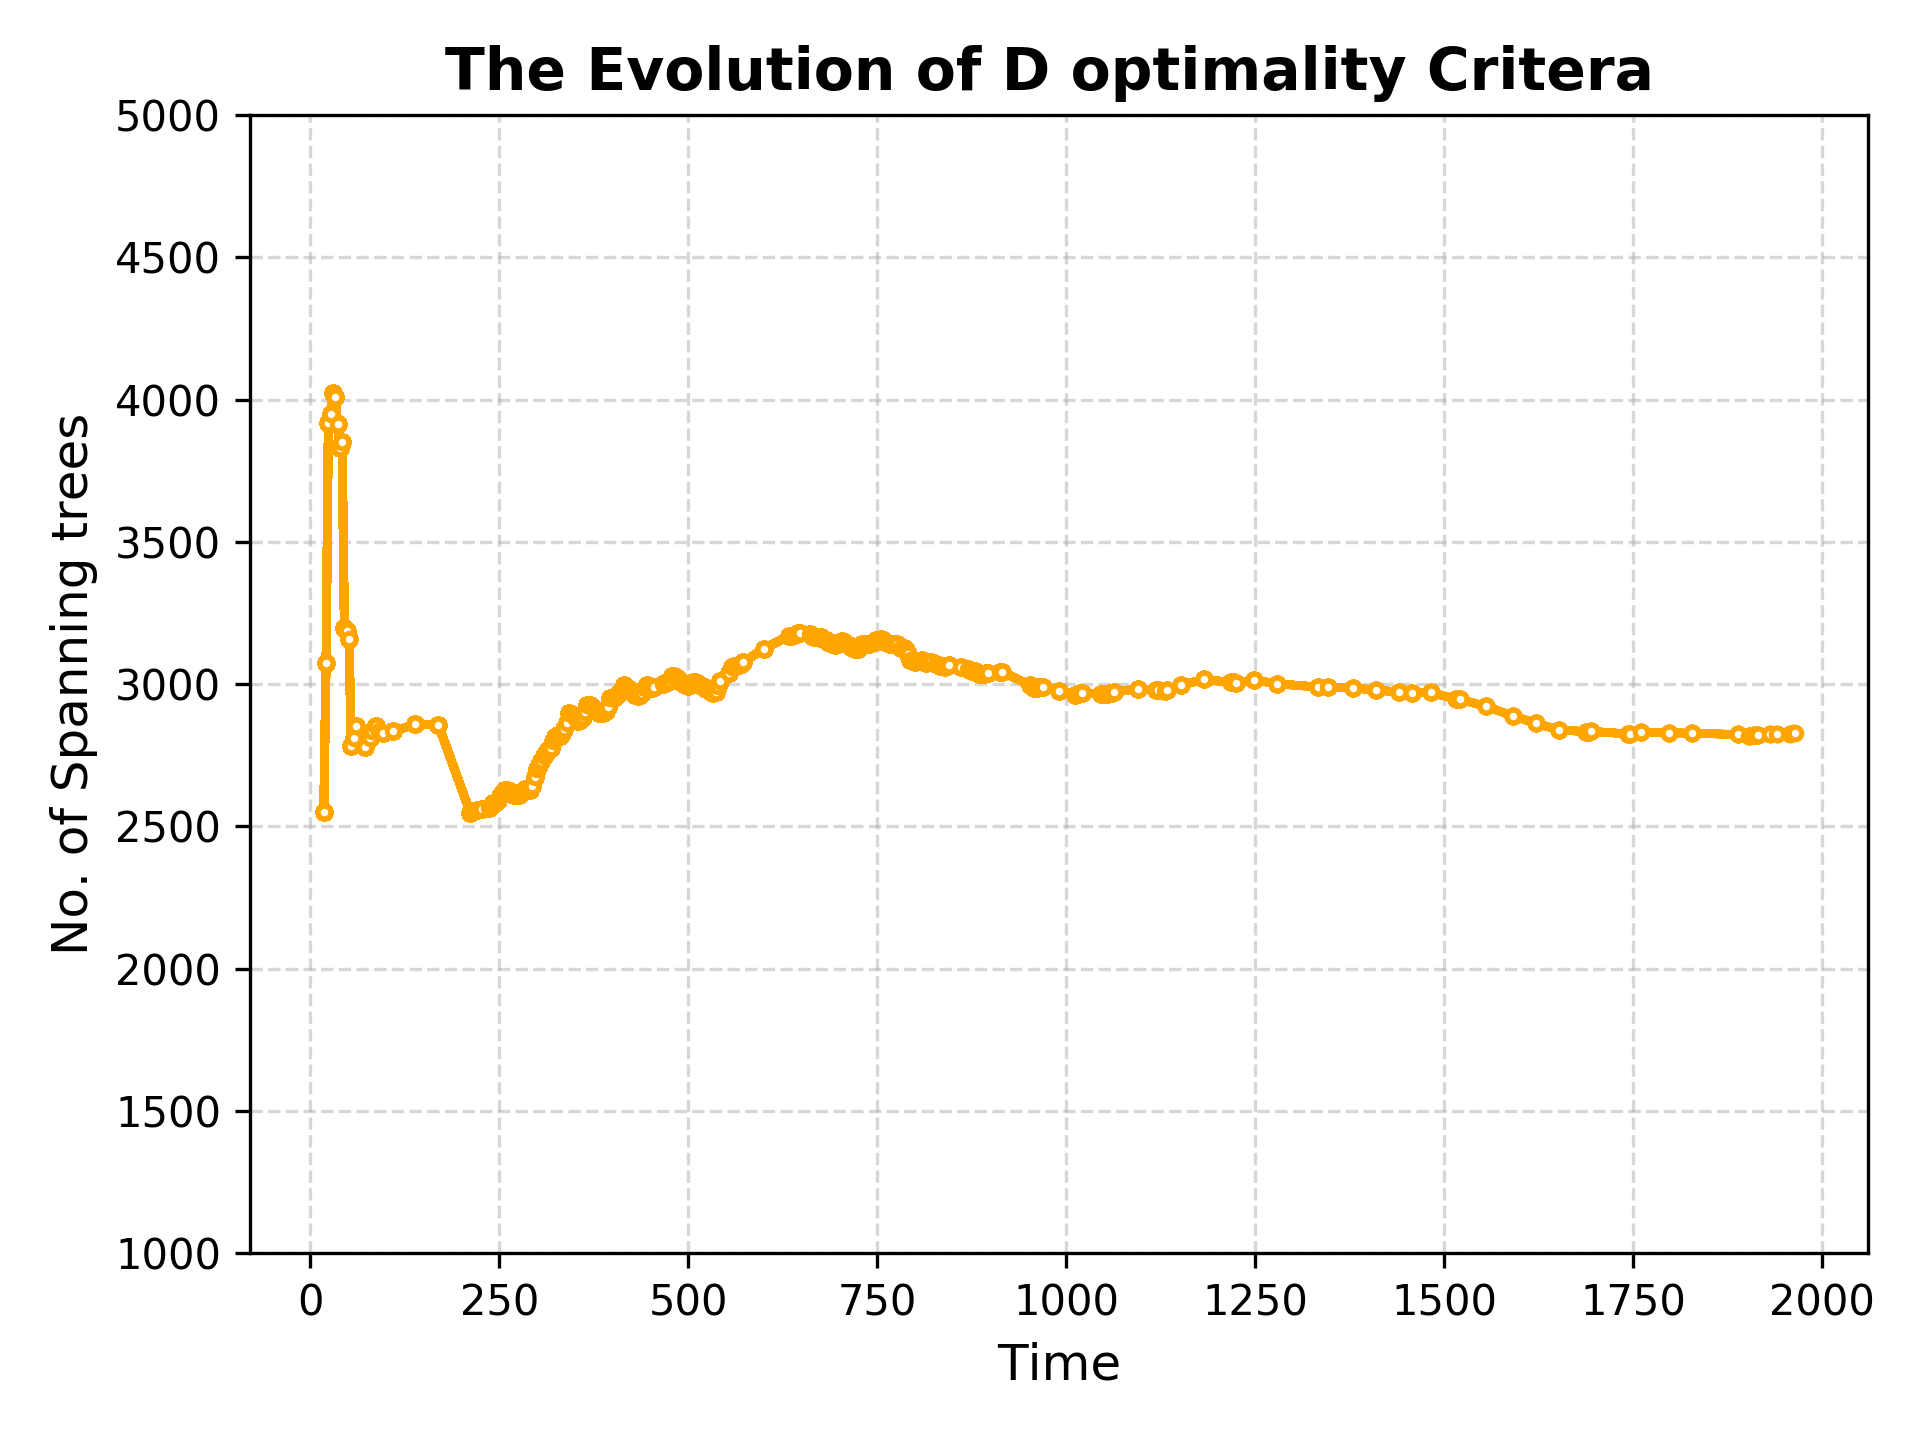 The Evolution of D optimality Critera
5000
4500
4000
3500
3000
2500
2000
1500
1000
No. of Spanning trees
0 250 500 750 1000 1250 1500 1750 2000
Time